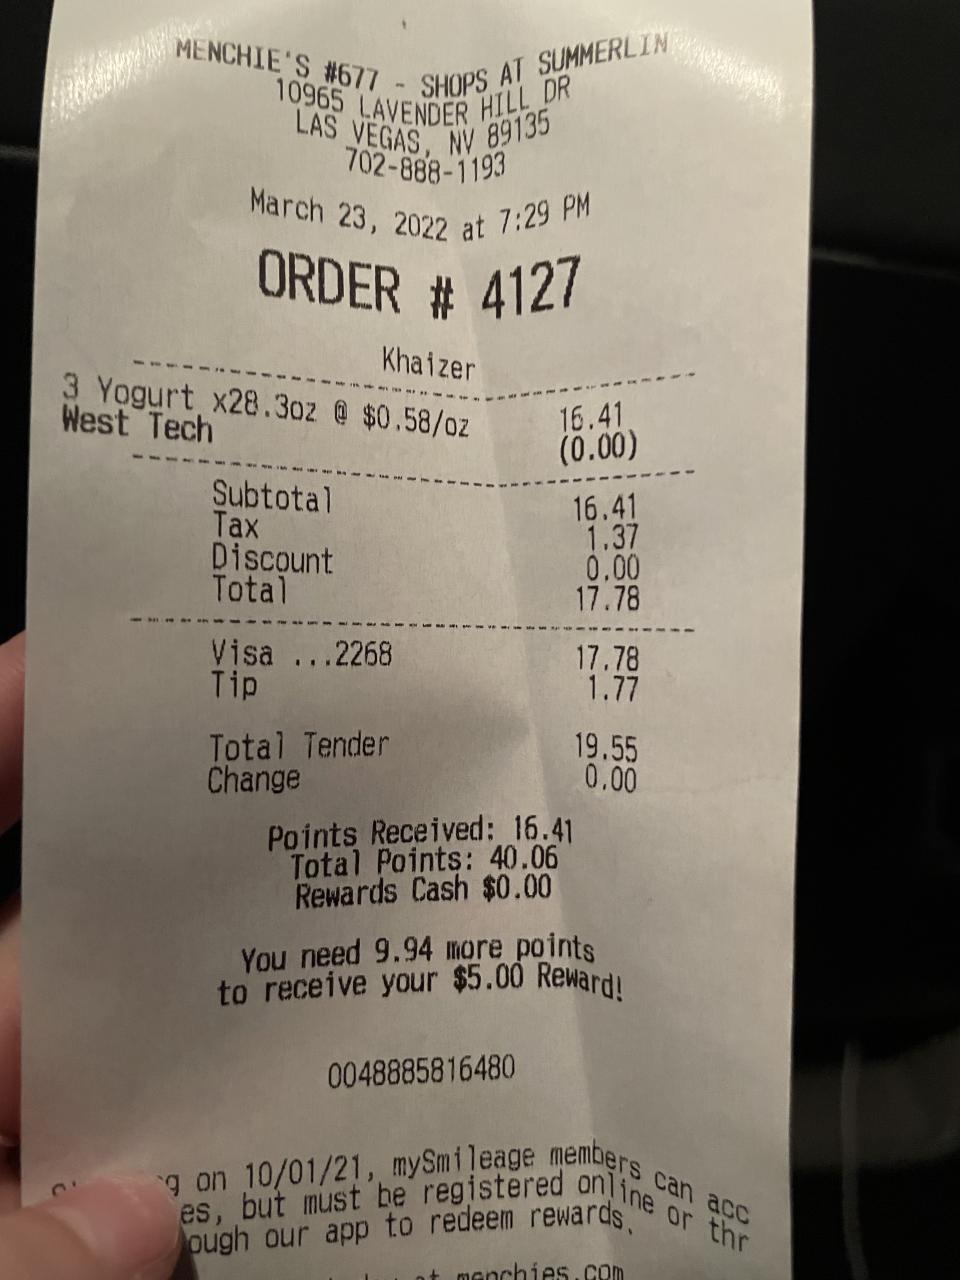 MENCHIE'S #677 - SHOPS AT SUMMERLIN
10965 LAVENDER HILL DR
LAS VEGAS, NV 89135
702-888-1193
March 23, 2022 at 7:29 PM
ORDER # 4127
Khaizer
3 Yogurt x28.3oz @ $0.58/oz 16.41
West Tech (0.00)
Subtotal 16.41
Tax 1.37
Discount 0.00
Total 17.78
Visa ...2268 17.78
Tip 1.77
Total Tender 19.55
Change 0.00
Points Received: 16.41
Total Points: 40.06
Rewards Cash $0.00
You need 9.94 more points
to receive your $5.00 Reward!
0048885816480
on 10/01/21, mySmileage members can acc
es, but must be registered online or thr
ough our app to redeem rewards.
at menchies.com